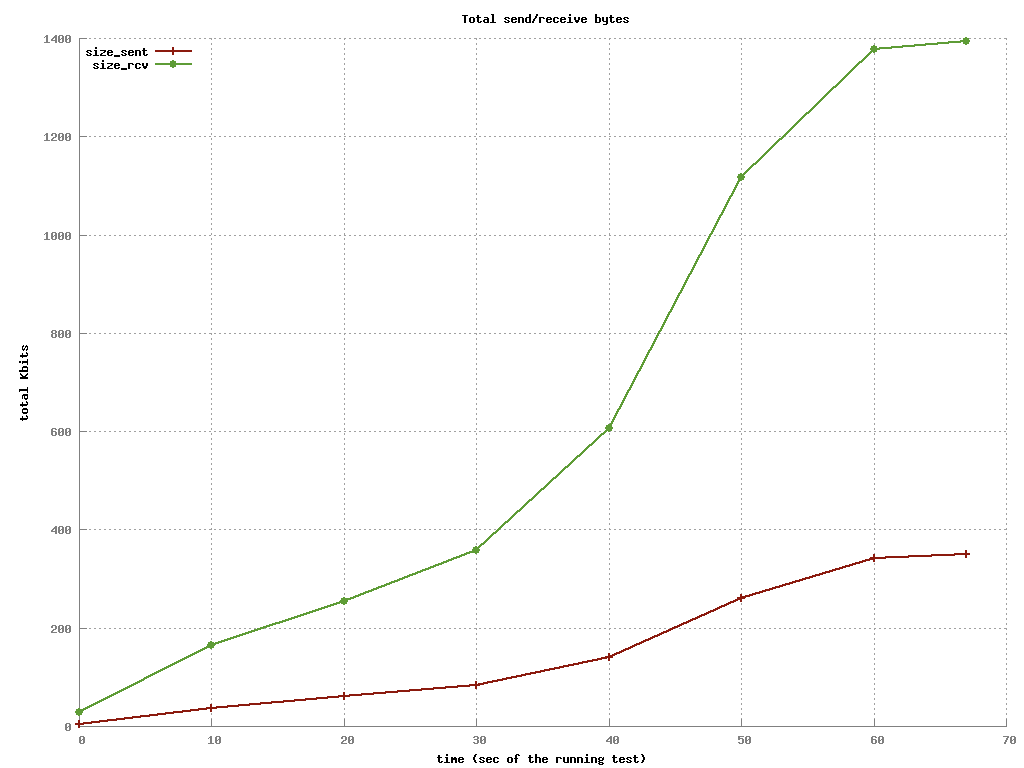 Total send/receive bytes
1400
size_sent
size_rcv
1200
1000
800
total Kbits
600
400
200
0
0 10 20 30 40 50 60 70
time (sec of the running test)